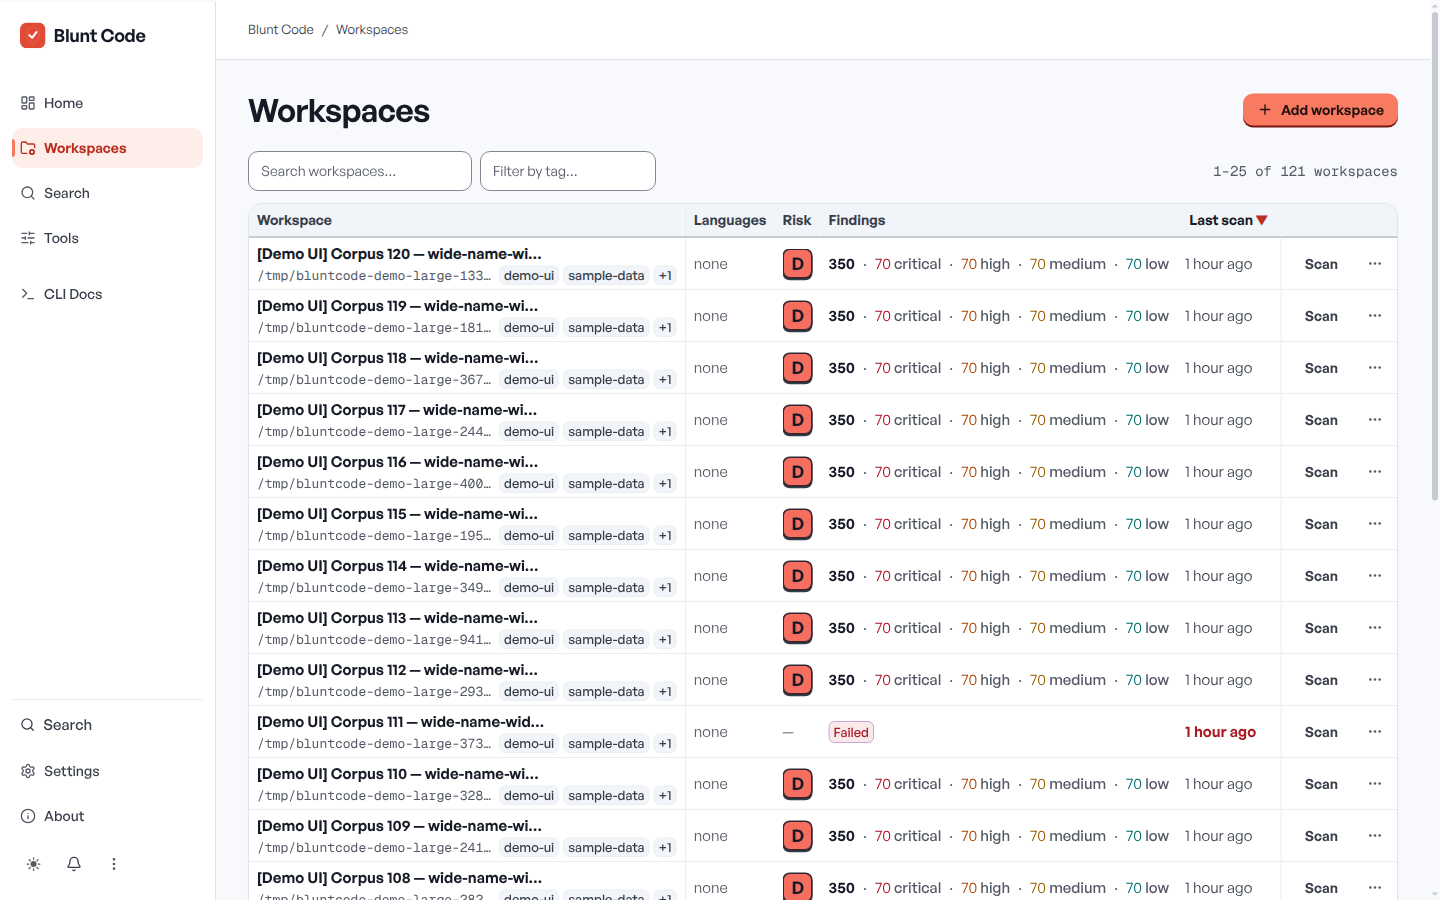 Blunt Code
Home
Workspaces
Search
Tools
CLI Docs
Search
Settings
About
Blunt Code / Workspaces
Workspaces
+ Add workspace
Search workspaces...
Filter by tag...
1–25 of 121 workspaces
Workspace Languages Risk Findings Last scan ▼
[Demo UI] Corpus 120 — wide-name-wi...
/tmp/bluntcode-demo-large-133… demo-ui sample-data +1
none D 350 · 70 critical · 70 high · 70 medium · 70 low 1 hour ago Scan ...
[Demo UI] Corpus 119 — wide-name-wi...
/tmp/bluntcode-demo-large-181… demo-ui sample-data +1
none D 350 · 70 critical · 70 high · 70 medium · 70 low 1 hour ago Scan ...
[Demo UI] Corpus 118 — wide-name-wi...
/tmp/bluntcode-demo-large-367… demo-ui sample-data +1
none D 350 · 70 critical · 70 high · 70 medium · 70 low 1 hour ago Scan ...
[Demo UI] Corpus 117 — wide-name-wi...
/tmp/bluntcode-demo-large-244… demo-ui sample-data +1
none D 350 · 70 critical · 70 high · 70 medium · 70 low 1 hour ago Scan ...
[Demo UI] Corpus 116 — wide-name-wi...
/tmp/bluntcode-demo-large-400… demo-ui sample-data +1
none D 350 · 70 critical · 70 high · 70 medium · 70 low 1 hour ago Scan ...
[Demo UI] Corpus 115 — wide-name-wi...
/tmp/bluntcode-demo-large-195… demo-ui sample-data +1
none D 350 · 70 critical · 70 high · 70 medium · 70 low 1 hour ago Scan ...
[Demo UI] Corpus 114 — wide-name-wi...
/tmp/bluntcode-demo-large-349… demo-ui sample-data +1
none D 350 · 70 critical · 70 high · 70 medium · 70 low 1 hour ago Scan ...
[Demo UI] Corpus 113 — wide-name-wi...
/tmp/bluntcode-demo-large-941… demo-ui sample-data +1
none D 350 · 70 critical · 70 high · 70 medium · 70 low 1 hour ago Scan ...
[Demo UI] Corpus 112 — wide-name-wi...
/tmp/bluntcode-demo-large-293… demo-ui sample-data +1
none D 350 · 70 critical · 70 high · 70 medium · 70 low 1 hour ago Scan ...
[Demo UI] Corpus 111 — wide-name-wid...
/tmp/bluntcode-demo-large-373… demo-ui sample-data +1
none — Failed 1 hour ago Scan ...
[Demo UI] Corpus 110 — wide-name-wi...
/tmp/bluntcode-demo-large-328… demo-ui sample-data +1
none D 350 · 70 critical · 70 high · 70 medium · 70 low 1 hour ago Scan ...
[Demo UI] Corpus 109 — wide-name-wi...
/tmp/bluntcode-demo-large-241… demo-ui sample-data +1
none D 350 · 70 critical · 70 high · 70 medium · 70 low 1 hour ago Scan ...
[Demo UI] Corpus 108 — wide-name-wi...
/tmp/bluntcode-demo-large-282… demo-ui sample-data +1
none D 350 · 70 critical · 70 high · 70 medium · 70 low 1 hour ago Scan ...